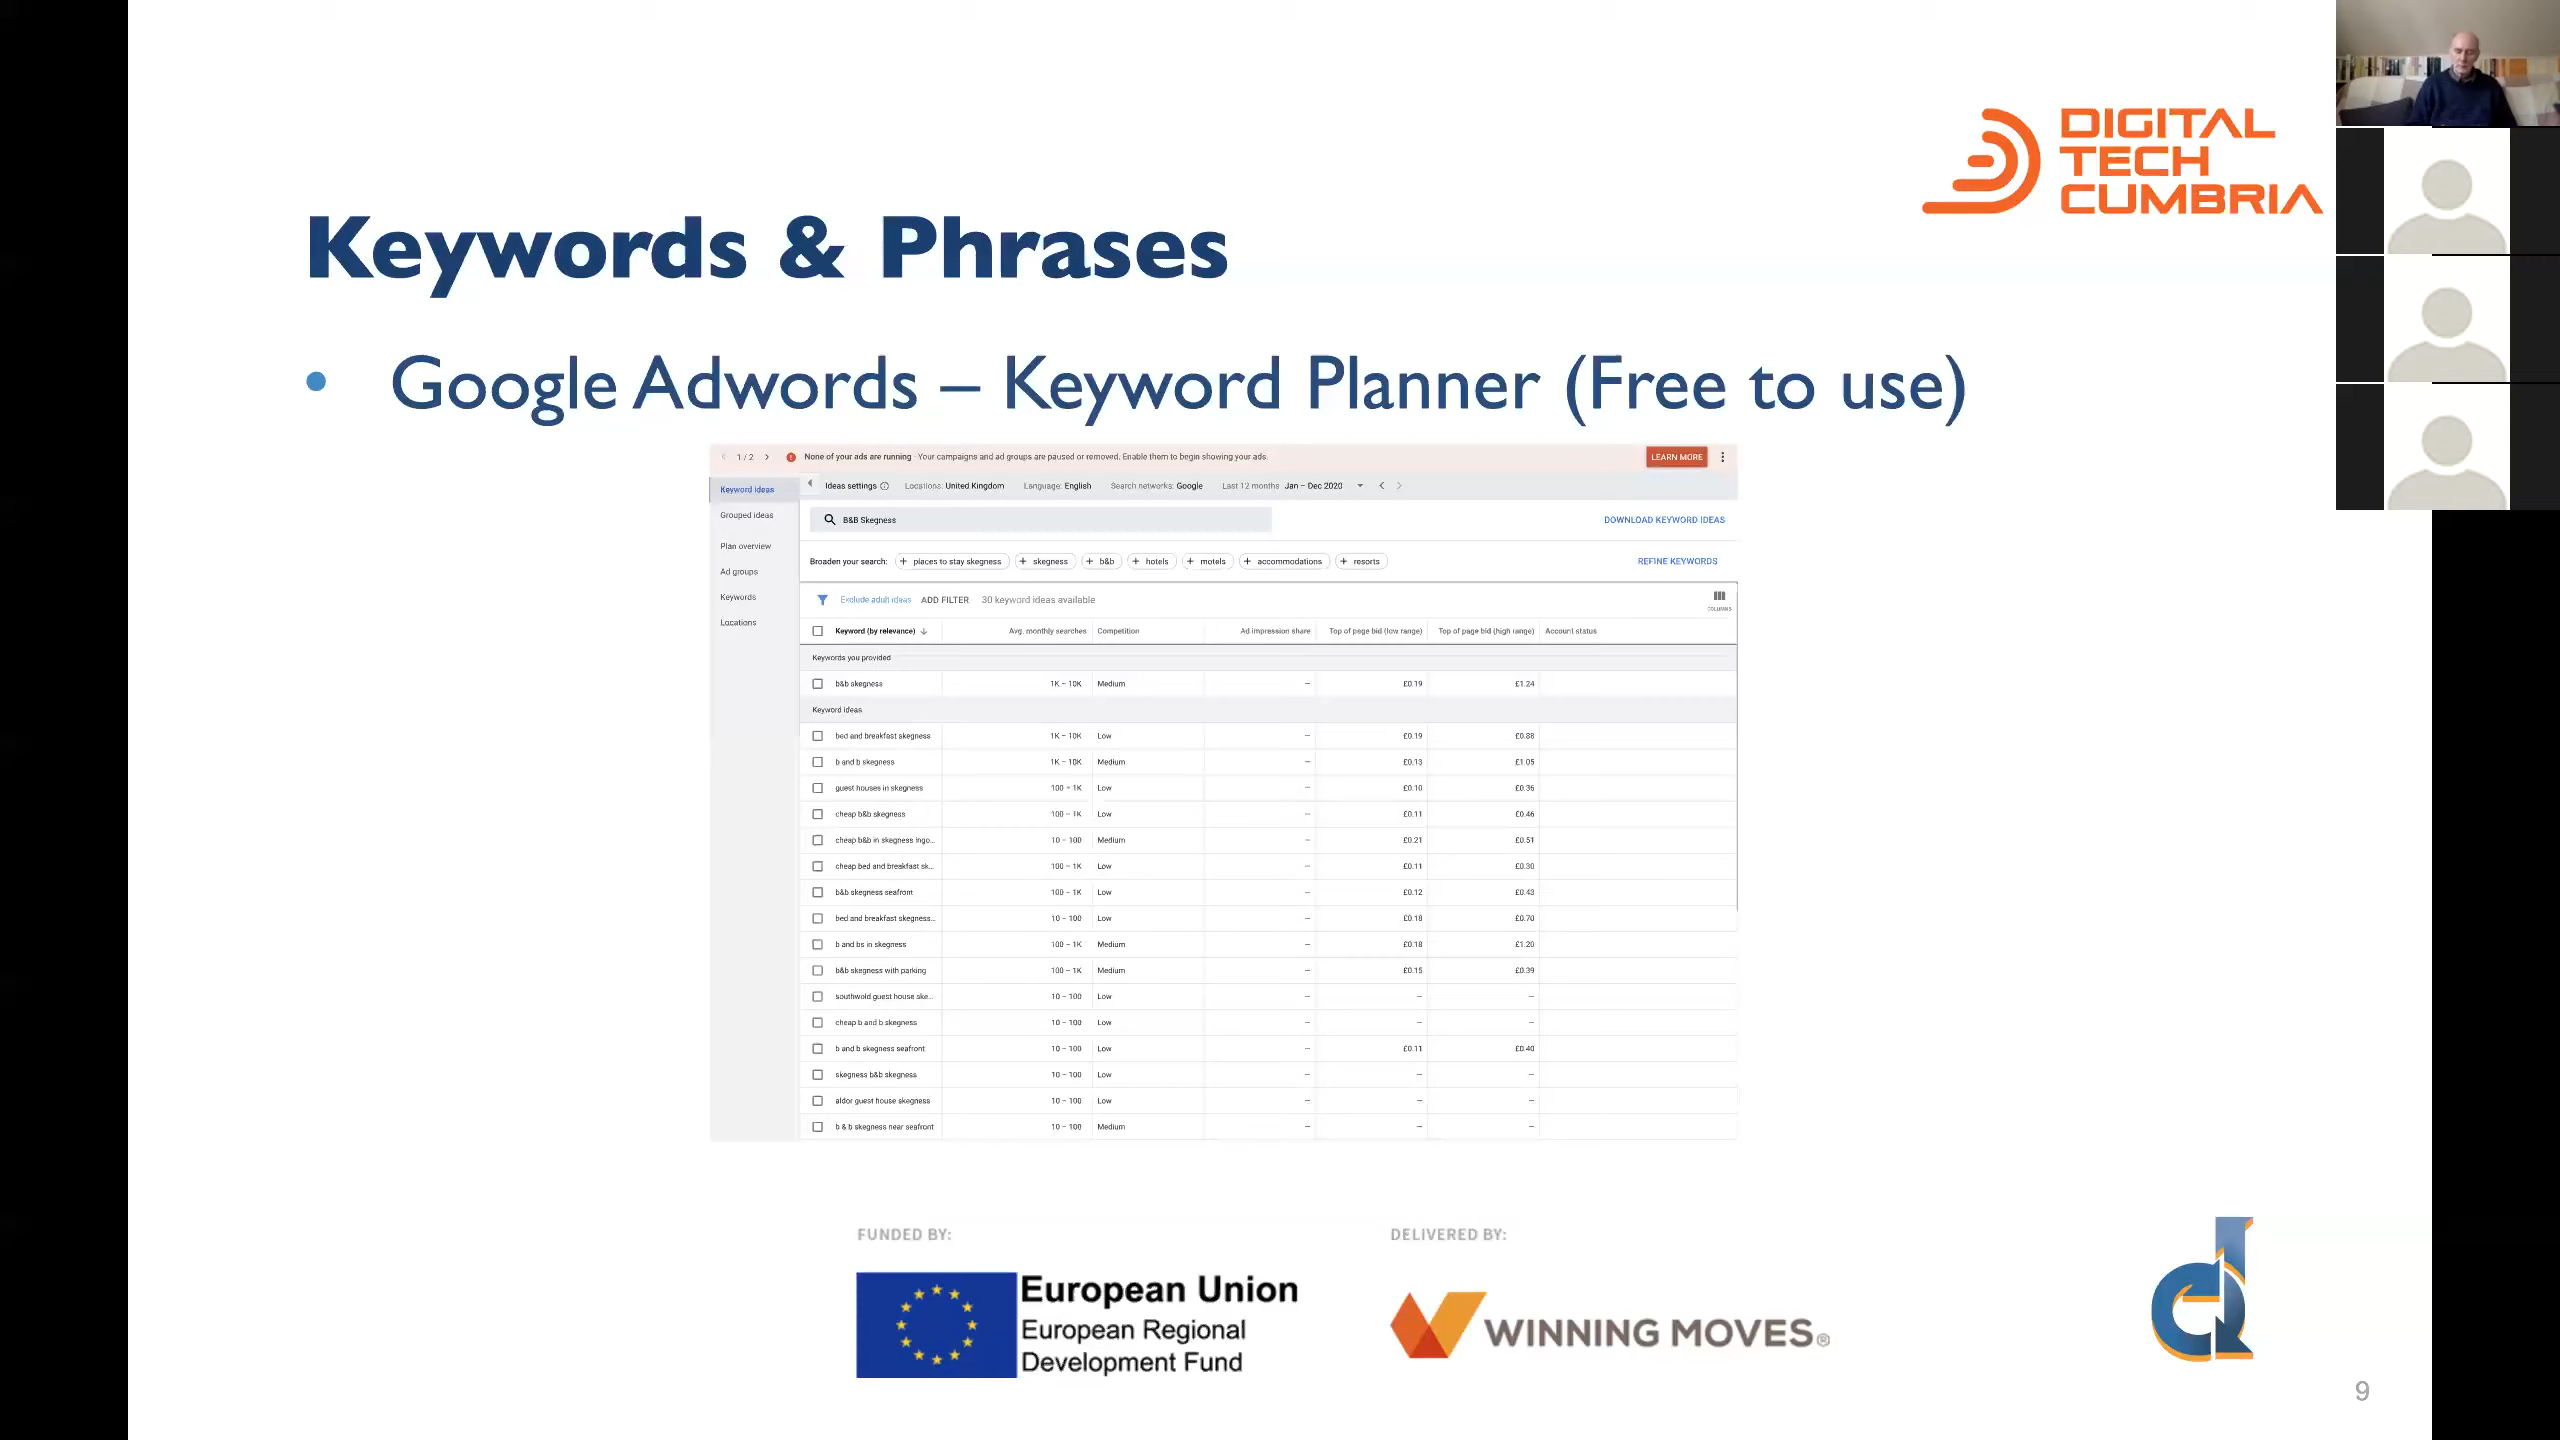 DIGITAL
TECH
CUMBRIA
Keywords & Phrases
• Google Adwords – Keyword Planner (Free to use)
1 / 2 None of your ads are running - Your campaigns and ad groups are paused or removed. Enable them to begin showing your ads. LEARN MORE
Keyword ideas
Grouped ideas
Plan overview
Ad groups
Keywords
Locations
Ideas settings Locations: United Kingdom Language: English Search networks: Google Last 12 months Jan – Dec 2020
B&B Skegness DOWNLOAD KEYWORD IDEAS
Broaden your search: + places to stay skegness + skegness + b&b + hotels + motels + accommodations + resorts REFINE KEYWORDS
Exclude adult ideas ADD FILTER 30 keyword ideas available COLUMNS
Keyword (by relevance) Avg. monthly searches Competition Ad impression share Top of page bid (low range) Top of page bid (high range) Account status
Keywords you provided
b&b skegness 1K – 10K Medium – £0.19 £1.24
Keyword ideas
bed and breakfast skegness 1K – 10K Low – £0.19 £0.88
b and b skegness 1K – 10K Medium – £0.13 £1.05
guest houses in skegness 100 – 1K Low – £0.10 £0.36
cheap b&b skegness 100 – 1K Low – £0.11 £0.46
cheap b&b in skegness ingo... 10 – 100 Medium – £0.21 £0.51
cheap bed and breakfast sk... 100 – 1K Low – £0.11 £0.30
b&b skegness seafront 100 – 1K Low – £0.12 £0.43
bed and breakfast skegness... 10 – 100 Low – £0.18 £0.70
b and bs in skegness 100 – 1K Medium – £0.18 £1.20
b&b skegness with parking 100 – 1K Medium – £0.15 £0.39
southwold guest house ske... 10 – 100 Low – – –
cheap b and b skegness 10 – 100 Low – – –
b and b skegness seafront 10 – 100 Low – £0.11 £0.40
skegness b&b skegness 10 – 100 Low – – –
aldor guest house skegness 10 – 100 Low – – –
b & b skegness near seafront 10 – 100 Medium – – –
FUNDED BY:
European Union
European Regional
Development Fund
DELIVERED BY:
WINNING MOVES®
9